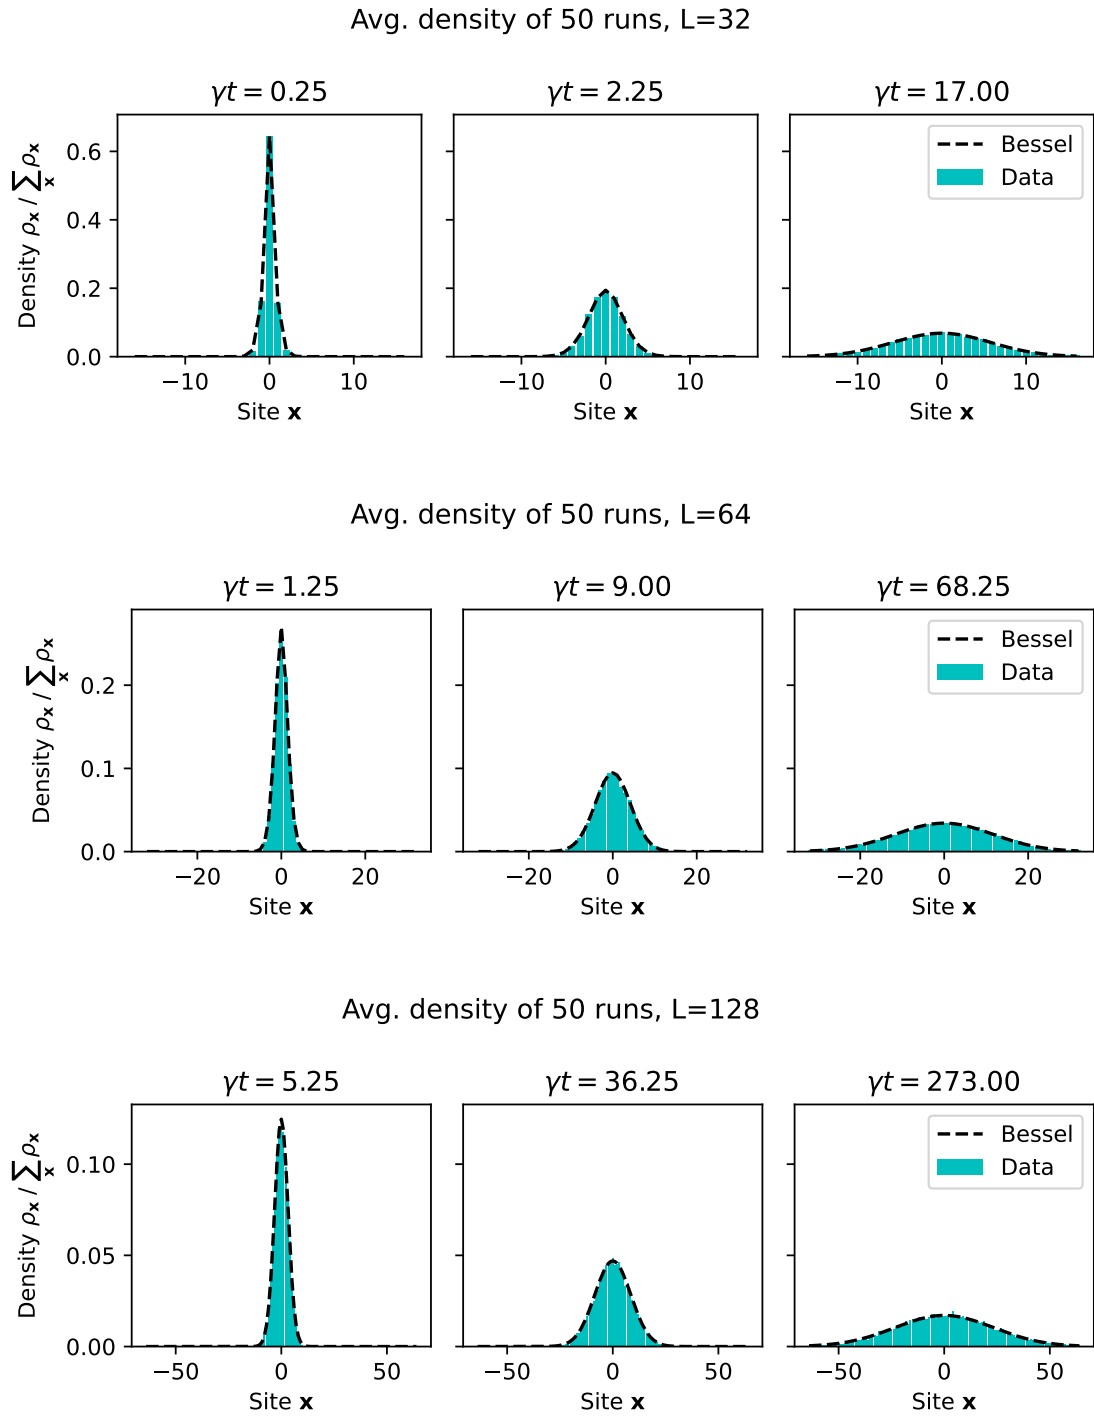 Avg. density of 50 runs, L=32
γt = 0.25
γt = 2.25
γt = 17.00
Density ρₓ / ∑ₓ ρₓ
0.6
0.4
0.2
0.0
Bessel
Data
−10 0 10
−10 0 10
−10 0 10
Site x
Site x
Site x
Avg. density of 50 runs, L=64
γt = 1.25
γt = 9.00
γt = 68.25
Density ρₓ / ∑ₓ ρₓ
0.2
0.1
0.0
Bessel
Data
−20 0 20
−20 0 20
−20 0 20
Site x
Site x
Site x
Avg. density of 50 runs, L=128
γt = 5.25
γt = 36.25
γt = 273.00
Density ρₓ / ∑ₓ ρₓ
0.10
0.05
0.00
Bessel
Data
−50 0 50
−50 0 50
−50 0 50
Site x
Site x
Site x